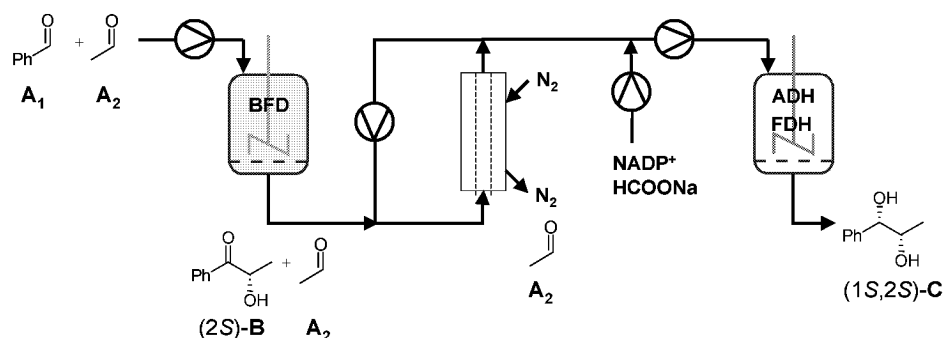 O
Ph
+
O
A₁
A₂
BFD
N₂
N₂
NADP⁺
HCOONa
ADH
FDH
O
Ph
OH
+
O
(2S)-B
A₂
O
A₂
OH
Ph
OH
(1S,2S)-C